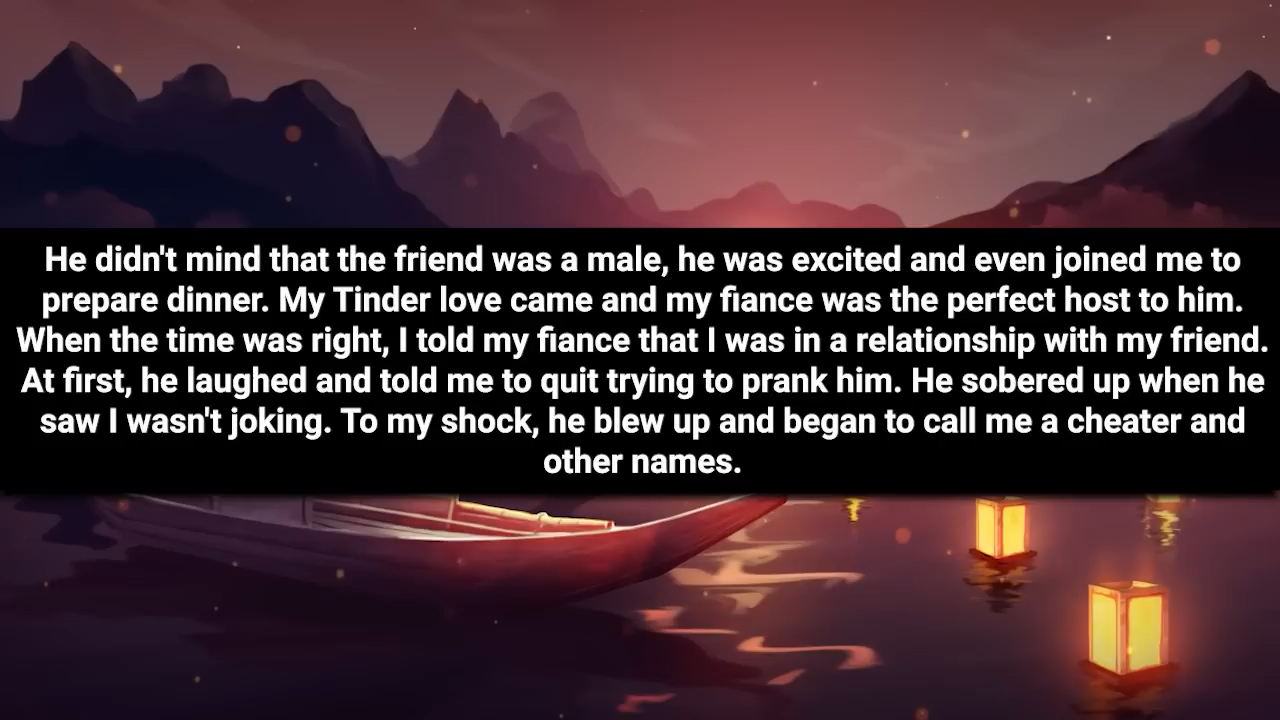 He didn't mind that the friend was a male, he was excited and even joined me to
prepare dinner. My Tinder love came and my fiance was the perfect host to him.
When the time was right, I told my fiance that I was in a relationship with my friend.
At first, he laughed and told me to quit trying to prank him. He sobered up when he
saw I wasn't joking. To my shock, he blew up and began to call me a cheater and
other names.